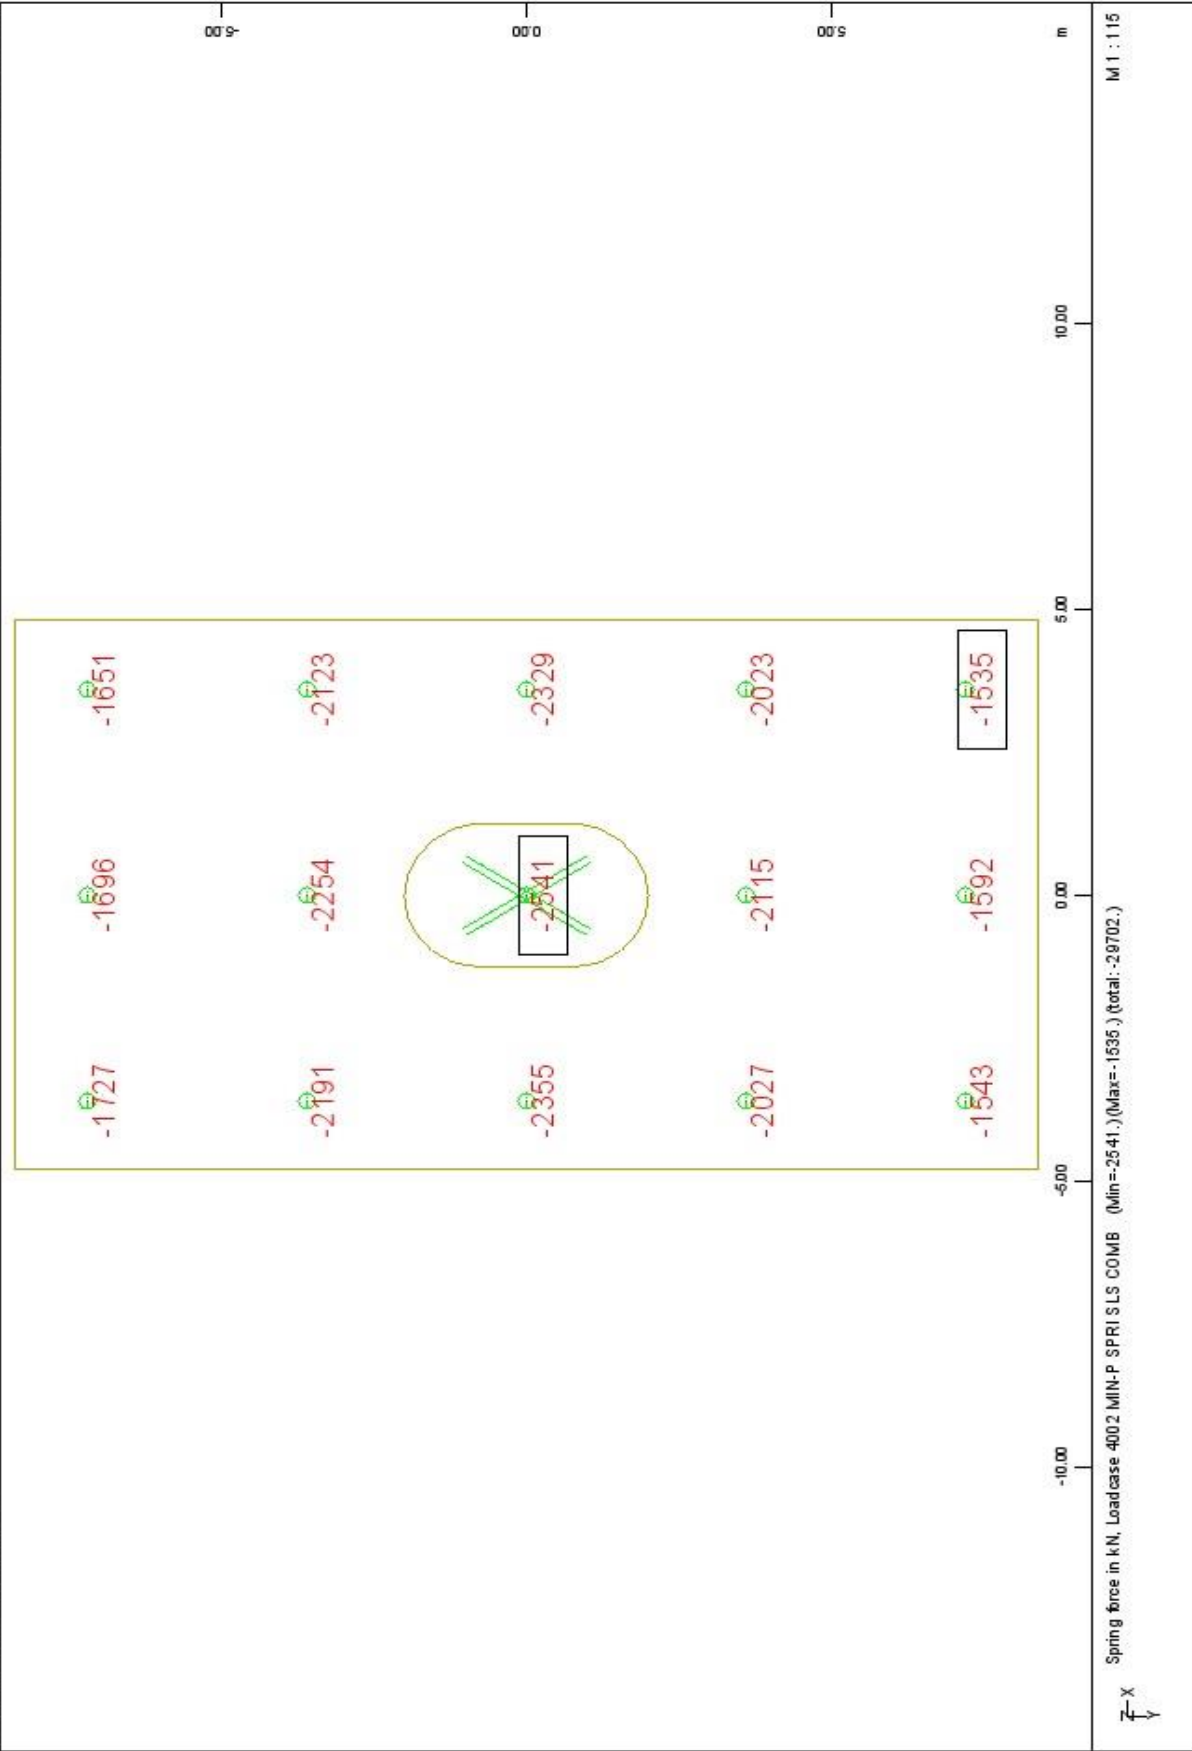 -1727 -1696 -1651
-5.00
-2191 -2254 -2123
-2355 -2541 -2329
0.00
-2027 -2115 -2023
5.00
-1543 -1592 -1535
-10.00 -5.00 0.00 5.00 10.00 m
Spring force in kN, Loadcase 4002 MIN-P SPRI SLS COMB (Min=-2541.) (Max=-1535.) (total: -29702.) M 1 : 115
Z X
Y